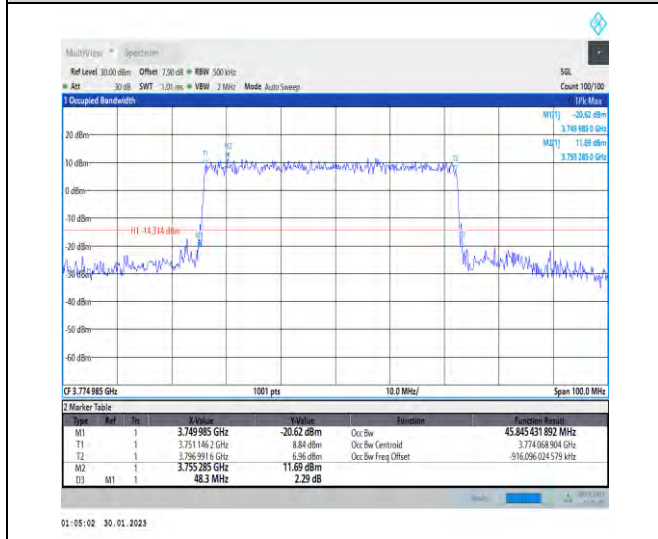 MultiView Spectrum
Ref Level 30.00 dBm Offset 7.90 dB RBW 500 kHz SGL
Att 30 dB SWT 1.01 ms VBW 2 MHz Mode Auto Sweep Count 100/100
1 Occupied Bandwidth 1Pk Max
M1[1] -20.62 dBm
3.749 985 0 GHz
20 dBm
M2[1] 11.69 dBm
3.755 285 0 GHz
T1 M2 T2
10 dBm
0 dBm
-10 dBm
H1 -14.314 dBm
-20 dBm
-30 dBm
-40 dBm
-50 dBm
-60 dBm
CF 3.774 985 GHz 1001 pts 10.0 MHz/ Span 100.0 MHz
2 Marker Table
Type Ref Trc X-Value Y-Value Function Function Result
M1 1 3.749 985 GHz -20.62 dBm Occ Bw 45.845 431 892 MHz
T1 1 3.751 146 2 GHz 8.84 dBm Occ Bw Centroid 3.774 068 904 GHz
T2 1 3.796 991 6 GHz 6.96 dBm Occ Bw Freq Offset -916.096 024 579 kHz
M2 1 3.755 285 GHz 11.69 dBm
D3 M1 1 48.3 MHz 2.29 dB
01:05:02 30.01.2023